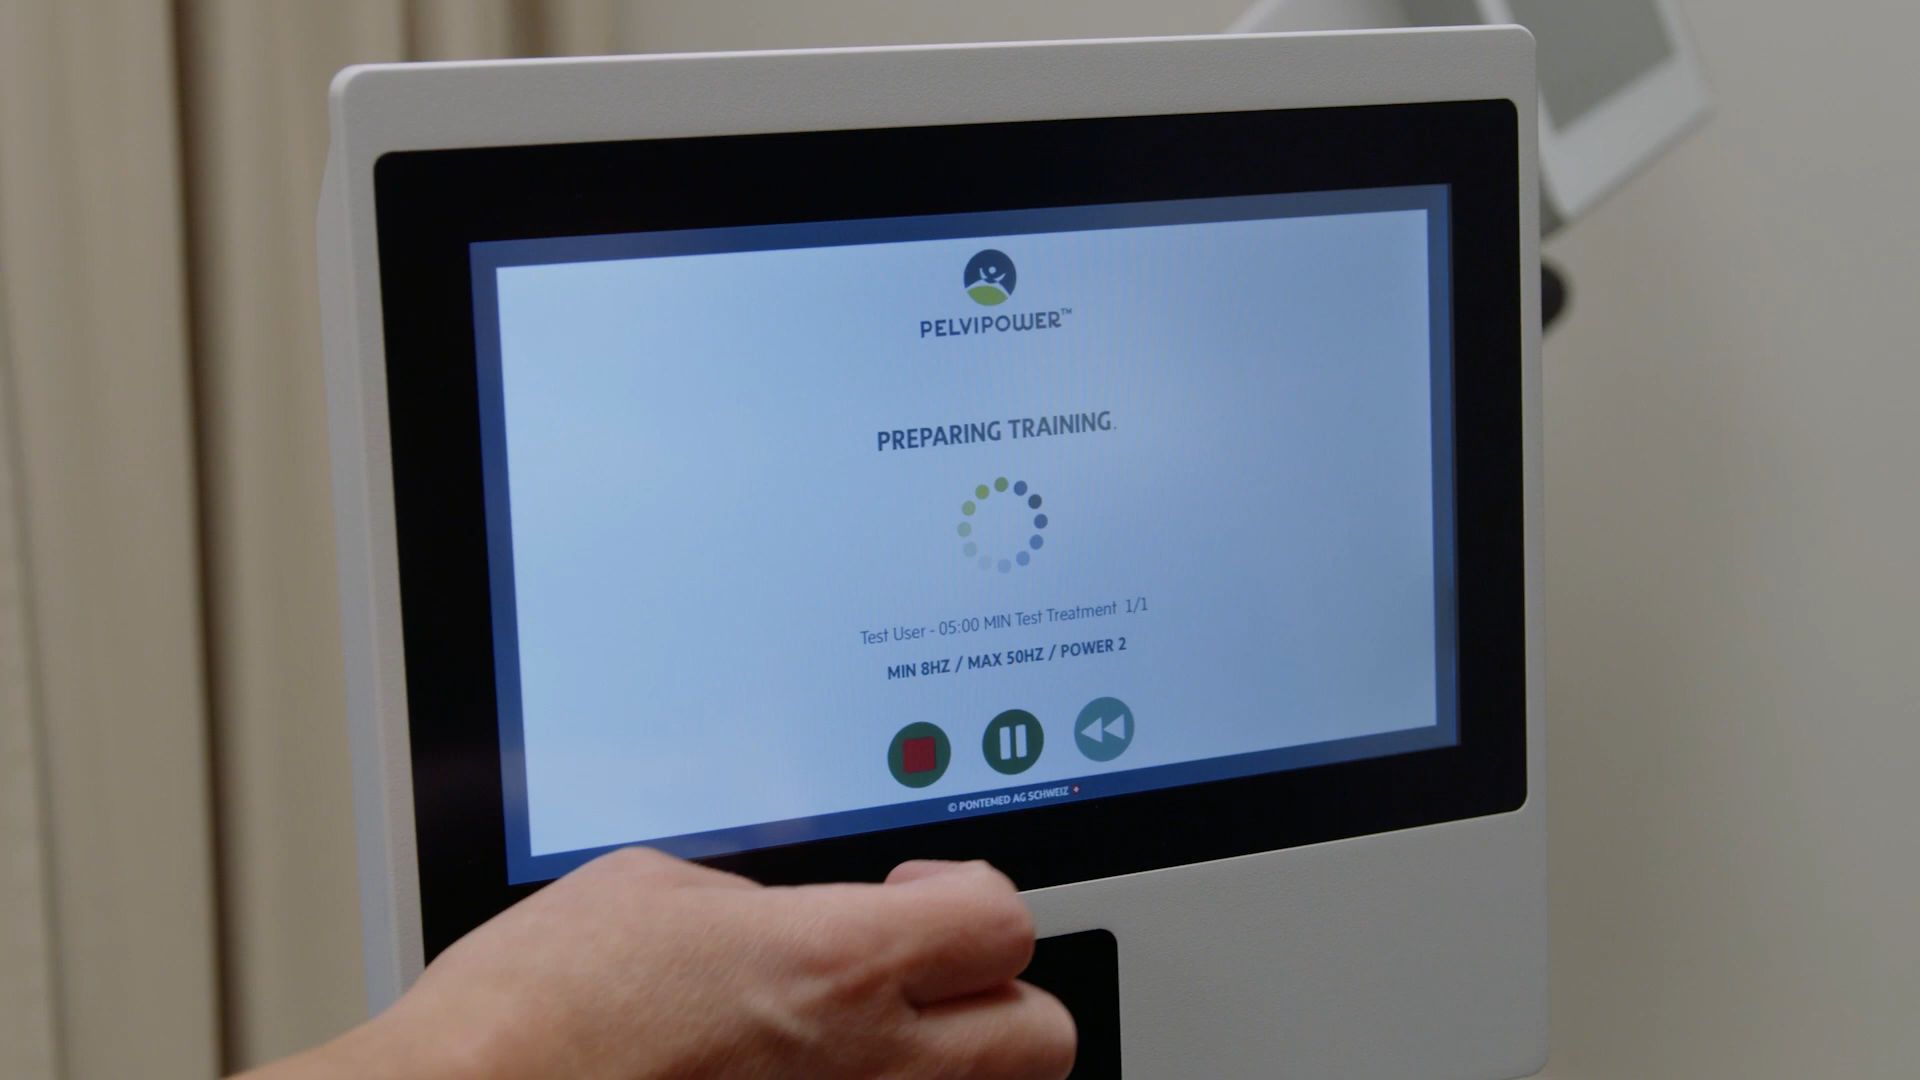 PELVIPOWER™
PREPARING TRAINING.
Test User - 05:00 MIN Test Treatment 1/1
MIN 8HZ / MAX 50HZ / POWER 2
© PONTEMED AG SCHWEIZ